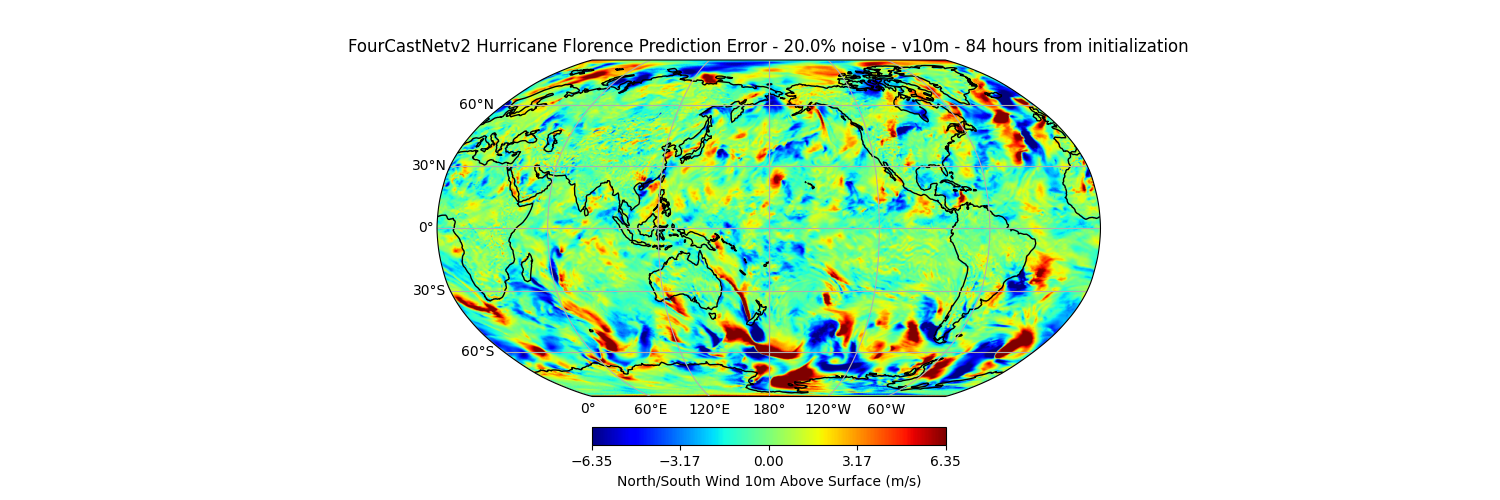 FourCastNetv2 Hurricane Florence Prediction Error - 20.0% noise - v10m - 84 hours from initialization
60°N
30°N
0°
30°S
60°S
0° 60°E 120°E 180° 120°W 60°W
−6.35 −3.17 0.00 3.17 6.35
North/South Wind 10m Above Surface (m/s)